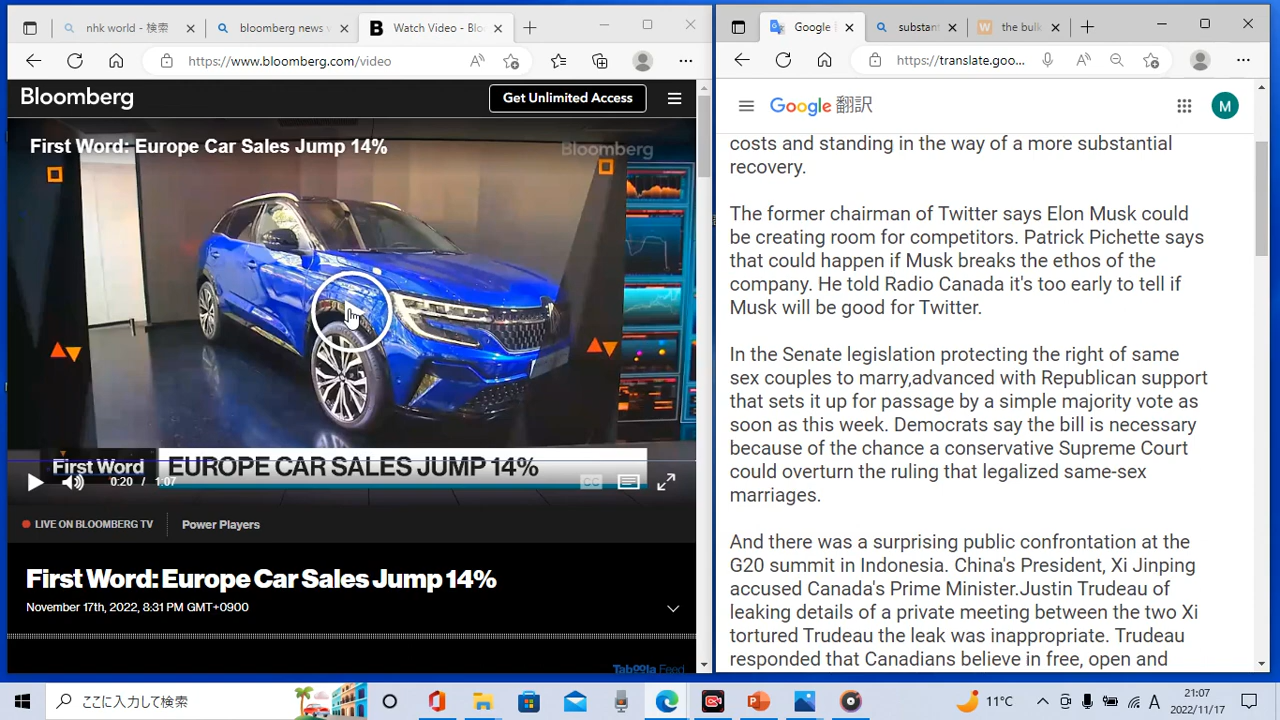 nhk world - 検索
bloomberg news v
Watch Video - Blo
https://www.bloomberg.com/video
Bloomberg
Get Unlimited Access
First Word: Europe Car Sales Jump 14%
Bloomberg
First Word
EUROPE CAR SALES JUMP 14%
0:20 / 1:07
CC
LIVE ON BLOOMBERG TV
Power Players
First Word: Europe Car Sales Jump 14%
November 17th, 2022, 8:31 PM GMT+0900
Taboola Feed
Google
substant
the bulk
https://translate.goo...
Google 翻訳
M
costs and standing in the way of a more substantial
recovery.
The former chairman of Twitter says Elon Musk could
be creating room for competitors. Patrick Pichette says
that could happen if Musk breaks the ethos of the
company. He told Radio Canada it's too early to tell if
Musk will be good for Twitter.
In the Senate legislation protecting the right of same
sex couples to marry,advanced with Republican support
that sets it up for passage by a simple majority vote as
soon as this week. Democrats say the bill is necessary
because of the chance a conservative Supreme Court
could overturn the ruling that legalized same-sex
marriages.
And there was a surprising public confrontation at the
G20 summit in Indonesia. China's President, Xi Jinping
accused Canada's Prime Minister.Justin Trudeau of
leaking details of a private meeting between the two Xi
tortured Trudeau the leak was inappropriate. Trudeau
responded that Canadians believe in free, open and
ここに入力して検索
11°C
A
21:07
2022/11/17